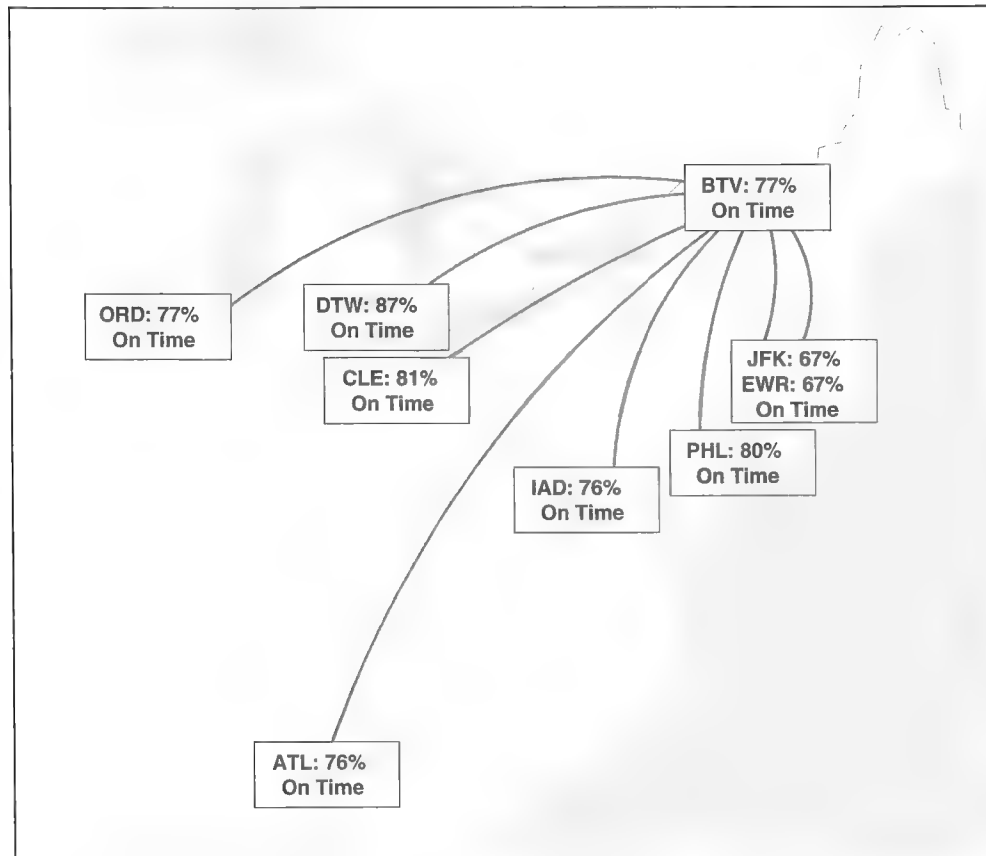 BTV: 77%
On Time
ORD: 77%
On Time
DTW: 87%
On Time
CLE: 81%
On Time
JFK: 67%
EWR: 67%
On Time
PHL: 80%
On Time
IAD: 76%
On Time
ATL: 76%
On Time